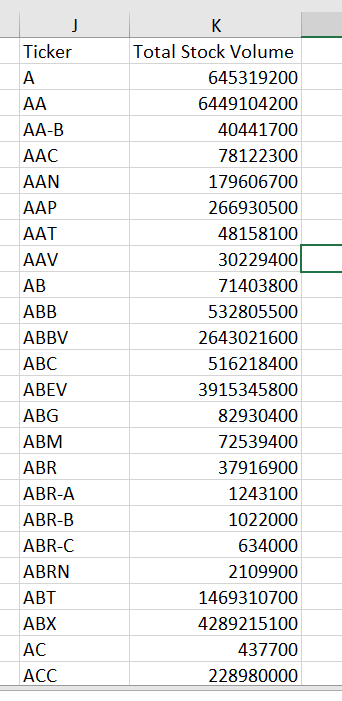 J K
Ticker Total Stock Volume
A 645319200
AA 6449104200
AA-B 40441700
AAC 78122300
AAN 179606700
AAP 266930500
AAT 48158100
AAV 30229400
AB 71403800
ABB 532805500
ABBV 2643021600
ABC 516218400
ABEV 3915345800
ABG 82930400
ABM 72539400
ABR 37916900
ABR-A 1243100
ABR-B 1022000
ABR-C 634000
ABRN 2109900
ABT 1469310700
ABX 4289215100
AC 437700
ACC 228980000